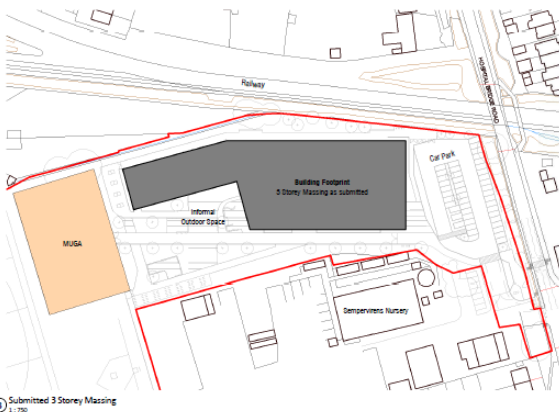 Railway
Building Footprint
3 Storey Massing as submitted
Car Park
Informal
Outdoor Space
MUGA
Sempervirens Nursery
Submitted 3 Storey Massing
1 : 750